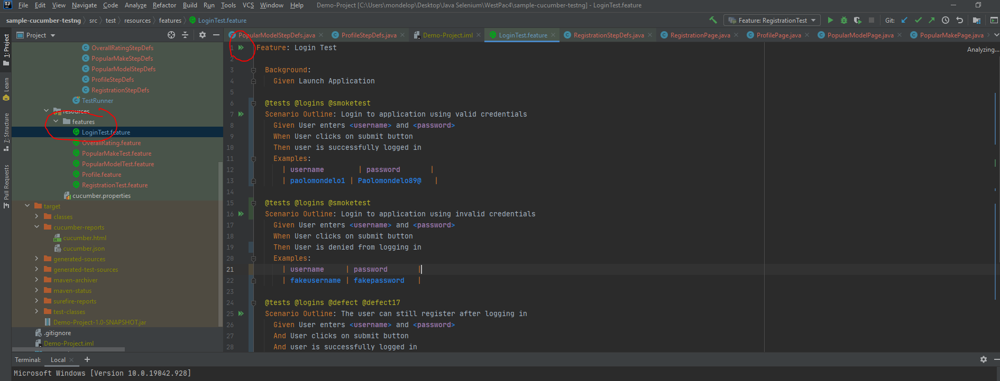 File Edit View Navigate Code Analyze Refactor Build Run Tools VCS Window Help Demo-Project [C:\Users\mondelop\Desktop\Java Selenium\WestPac4\sample-cucumber-testng] - LoginTest.feature
sample-cucumber-testng src test resources features LoginTest.feature Feature: RegistrationTest Git:
Project PopularModelStepDefs.java ProfileStepDefs.java Demo-Project.iml LoginTest.feature RegistrationStepDefs.java RegistrationPage.java ProfilePage.java PopularModelPage.java PopularMakePage.java
Analyzing...
1: Project
Learn
7: Structure
Pull Requests
OverallRatingStepDefs
PopularMakeStepDefs
PopularModelStepDefs
ProfileStepDefs
RegistrationStepDefs
TestRunner
resources
features
LoginTest.feature
OverallRating.feature
PopularMakeTest.feature
PopularModelTest.feature
Profile.feature
RegistrationTest.feature
cucumber.properties
target
classes
cucumber-reports
cucumber.html
cucumber.json
generated-sources
generated-test-sources
maven-archiver
maven-status
surefire-reports
test-classes
Demo-Project-1.0-SNAPSHOT.jar
.gitignore
Demo-Project.iml
1 Feature: Login Test
2
3 Background:
4 Given Launch Application
5
6 @tests @logins @smoketest
7 Scenario Outline: Login to application using valid credentials
8 Given User enters <username> and <password>
9 When User clicks on submit button
10 Then user is successfully logged in
11 Examples:
12 | username | password |
13 | paolomondelo1 | Paolomondelo89@ |
14
15 @tests @logins @smoketest
16 Scenario Outline: Login to application using invalid credentials
17 Given User enters <username> and <password>
18 When User clicks on submit button
19 Then User is denied from logging in
20 Examples:
21 | username | password |
22 | fakeusername | fakepassword |
23
24 @tests @logins @defect @defect17
25 Scenario Outline: The user can still register after logging in
26 Given User enters <username> and <password>
27 And User clicks on submit button
28 And user is successfully logged in
Terminal: Local +
Microsoft Windows [Version 10.0.19042.928]